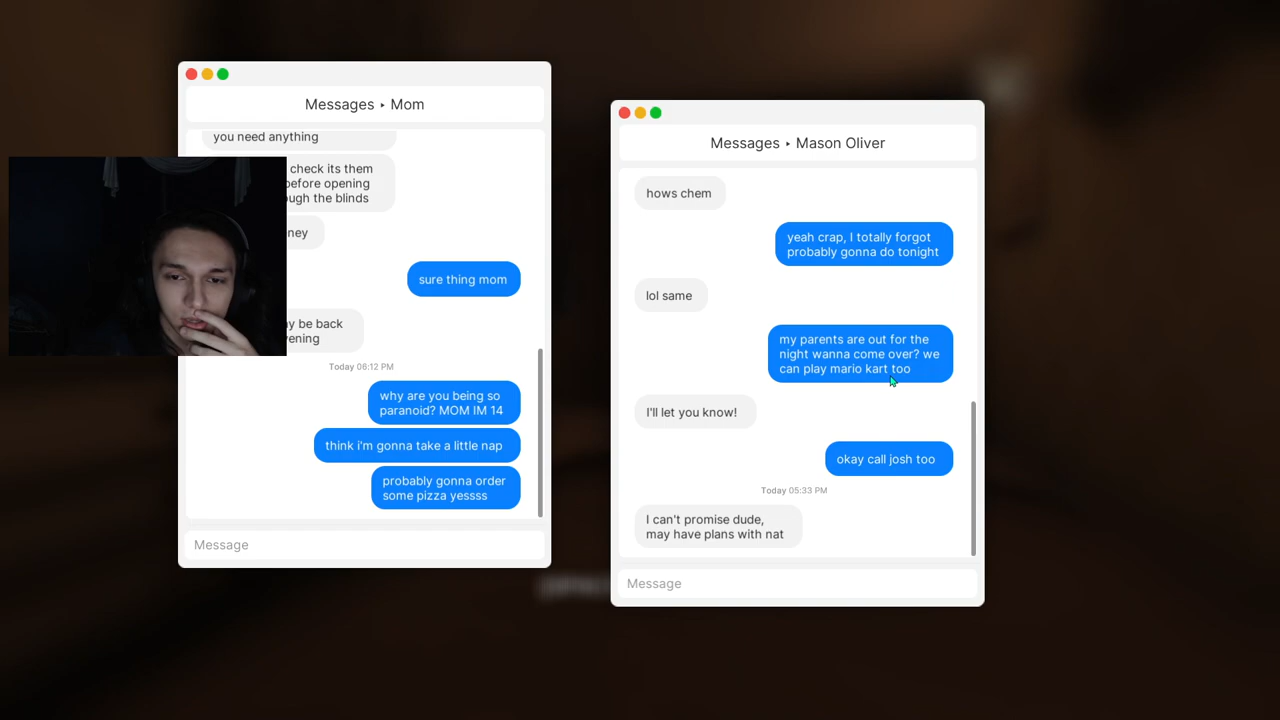 Messages ‣ Mom
you need anything
check its them
before opening
ough the blinds
ney
sure thing mom
ay be back
vening
Today 06:12 PM
why are you being so
paranoid? MOM IM 14
think i'm gonna take a little nap
probably gonna order
some pizza yessss
Message
Messages ‣ Mason Oliver
hows chem
yeah crap, I totally forgot
probably gonna do tonight
lol same
my parents are out for the
night wanna come over? we
can play mario kart too
I'll let you know!
okay call josh too
Today 05:33 PM
I can't promise dude,
may have plans with nat
Message